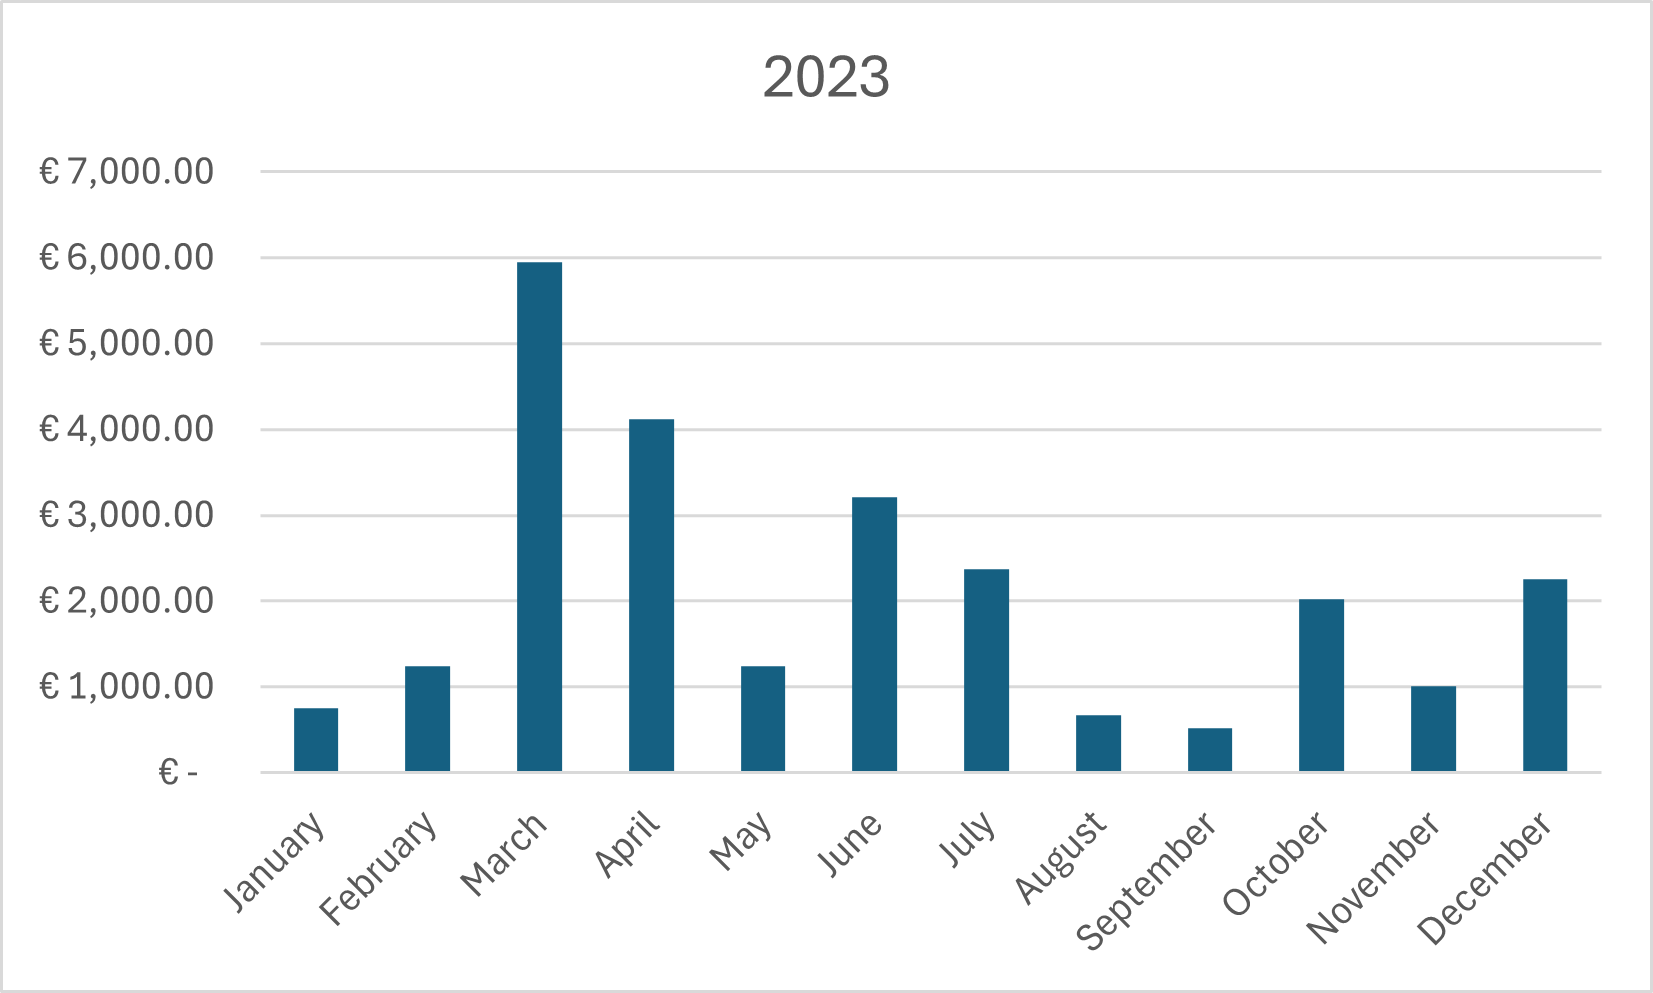 2023
€ 7,000.00
€ 6,000.00
€ 5,000.00
€ 4,000.00
€ 3,000.00
€ 2,000.00
€ 1,000.00
€ -
January
February
March
April
May
June
July
August
September
October
November
December